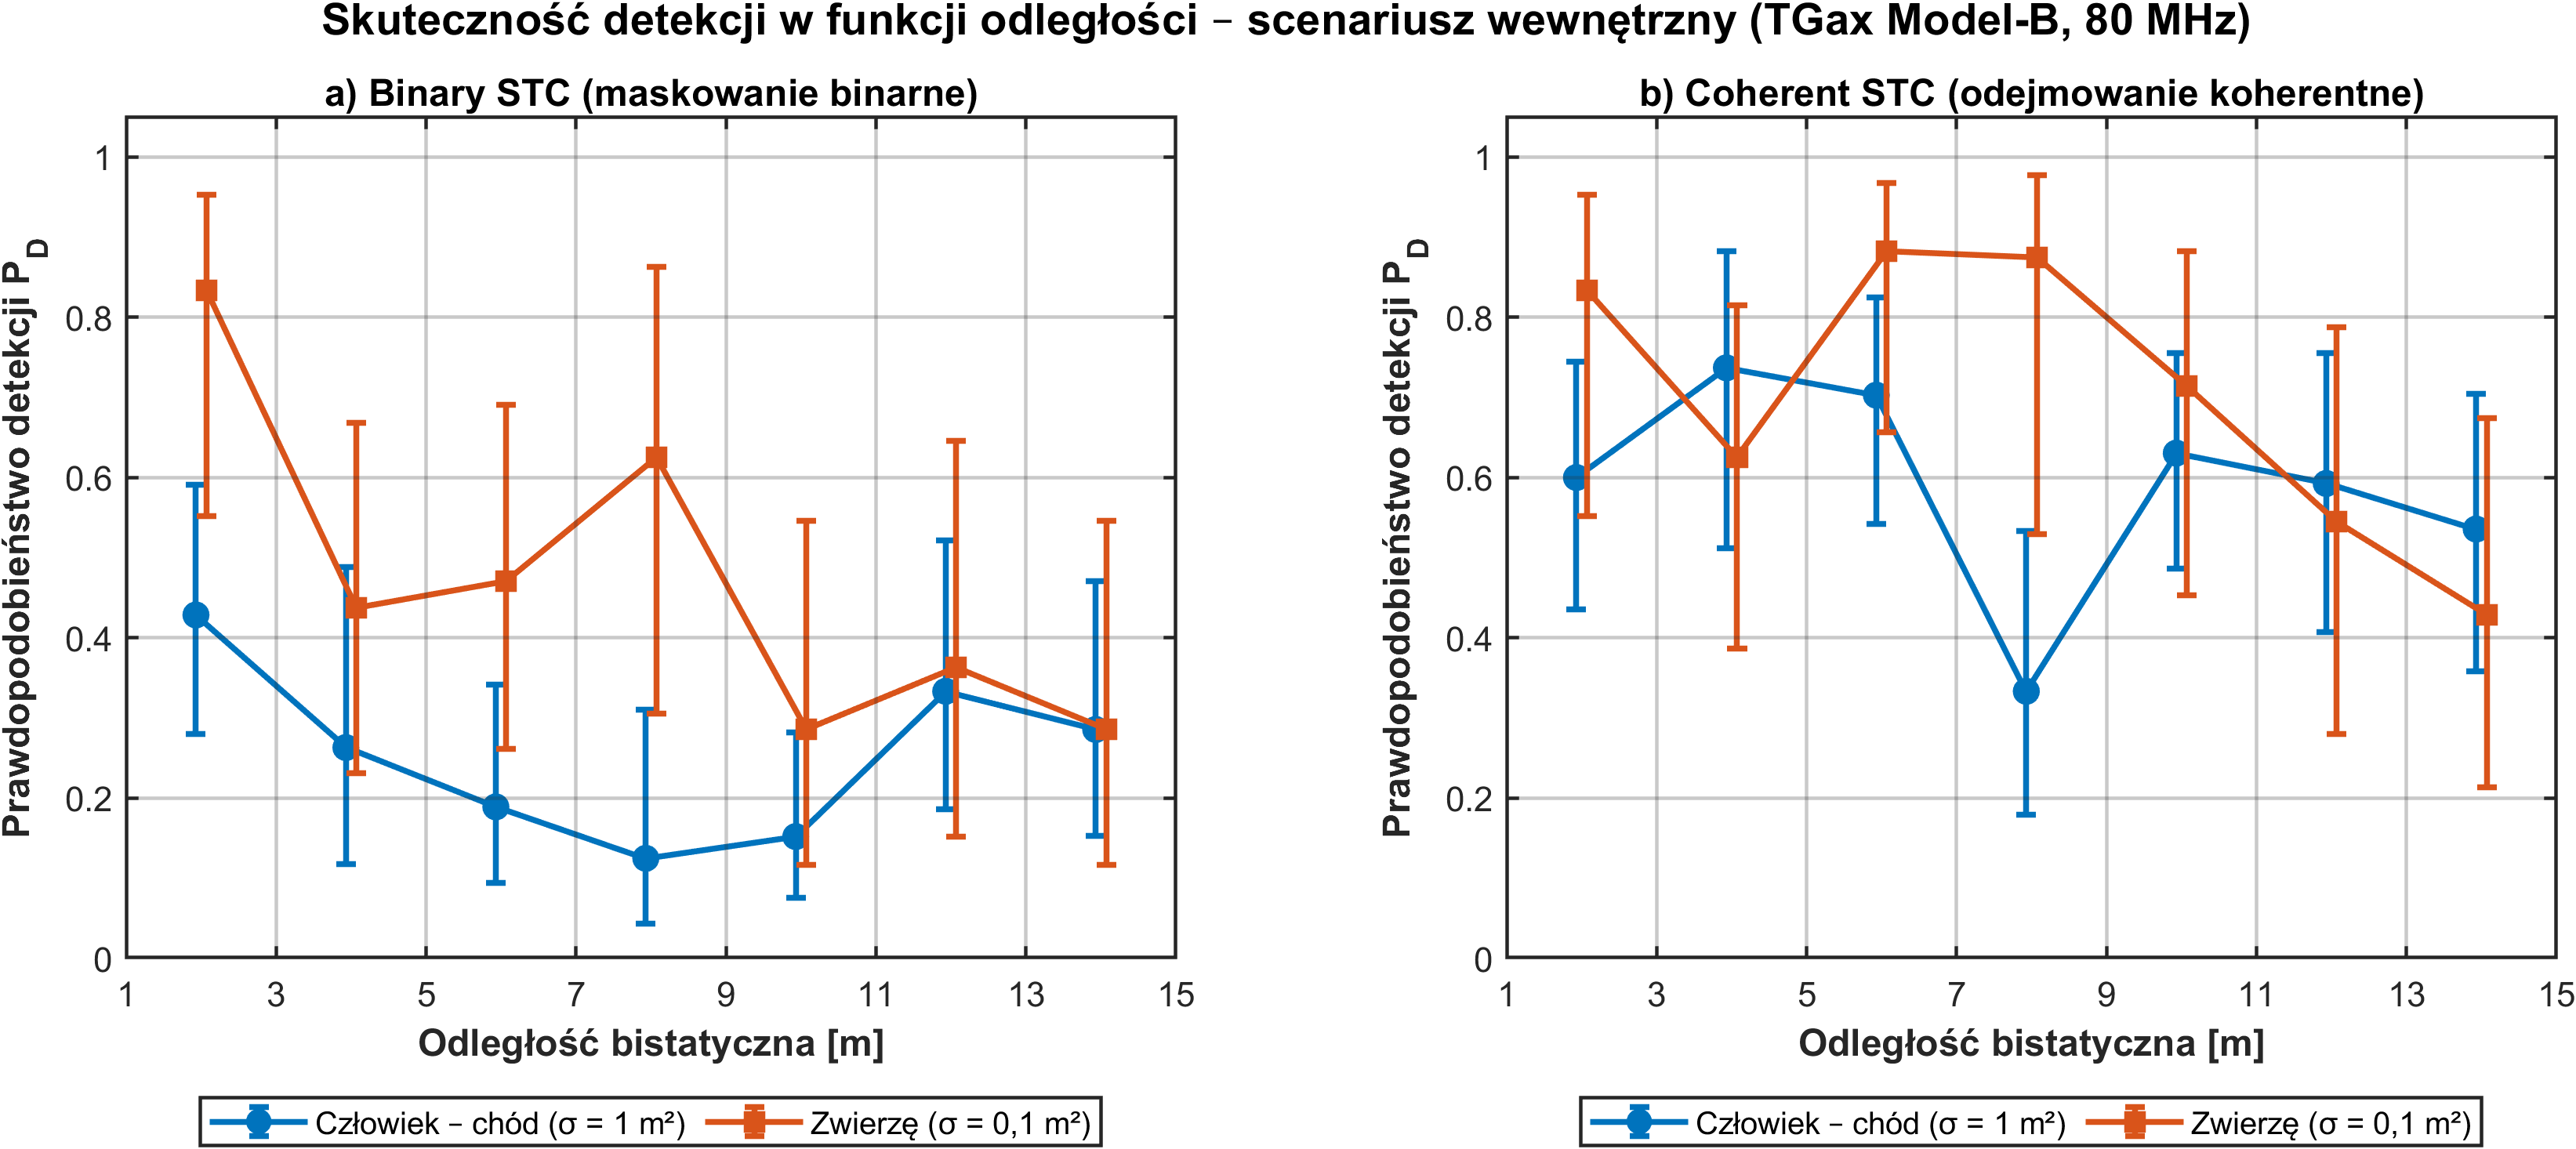 Skuteczność detekcji w funkcji odległości – scenariusz wewnętrzny (TGax Model-B, 80 MHz)
a) Binary STC (maskowanie binarne)
Prawdopodobieństwo detekcji P_D
1
0.8
0.6
0.4
0.2
0
1 3 5 7 9 11 13 15
Odległość bistatyczna [m]
Człowiek – chód (σ = 1 m²) Zwierzę (σ = 0,1 m²)
b) Coherent STC (odejmowanie koherentne)
Prawdopodobieństwo detekcji P_D
1
0.8
0.6
0.4
0.2
0
1 3 5 7 9 11 13 15
Odległość bistatyczna [m]
Człowiek – chód (σ = 1 m²) Zwierzę (σ = 0,1 m²)